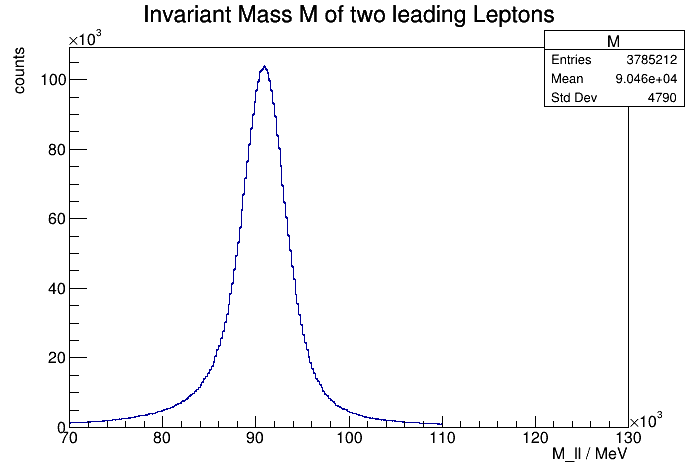 Invariant Mass M of two leading Leptons
×10³
counts
M
Entries 3785212
Mean 9.046e+04
Std Dev 4790
100
80
60
40
20
0
70 80 90 100 110 120 130
×10³
M_ll / MeV